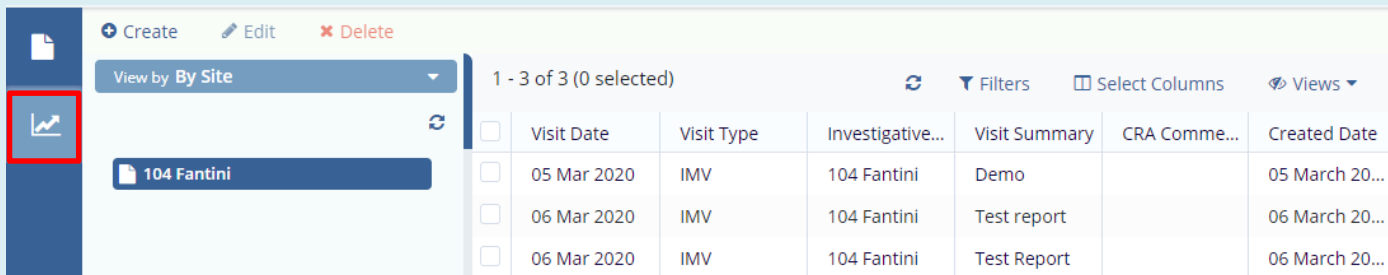 Create Edit Delete
View by By Site
1 - 3 of 3 (0 selected) Filters Select Columns Views
Visit Date Visit Type Investigative... Visit Summary CRA Comme... Created Date
104 Fantini
05 Mar 2020 IMV 104 Fantini Demo 05 March 20...
06 Mar 2020 IMV 104 Fantini Test report 06 March 20...
06 Mar 2020 IMV 104 Fantini Test Report 06 March 20...